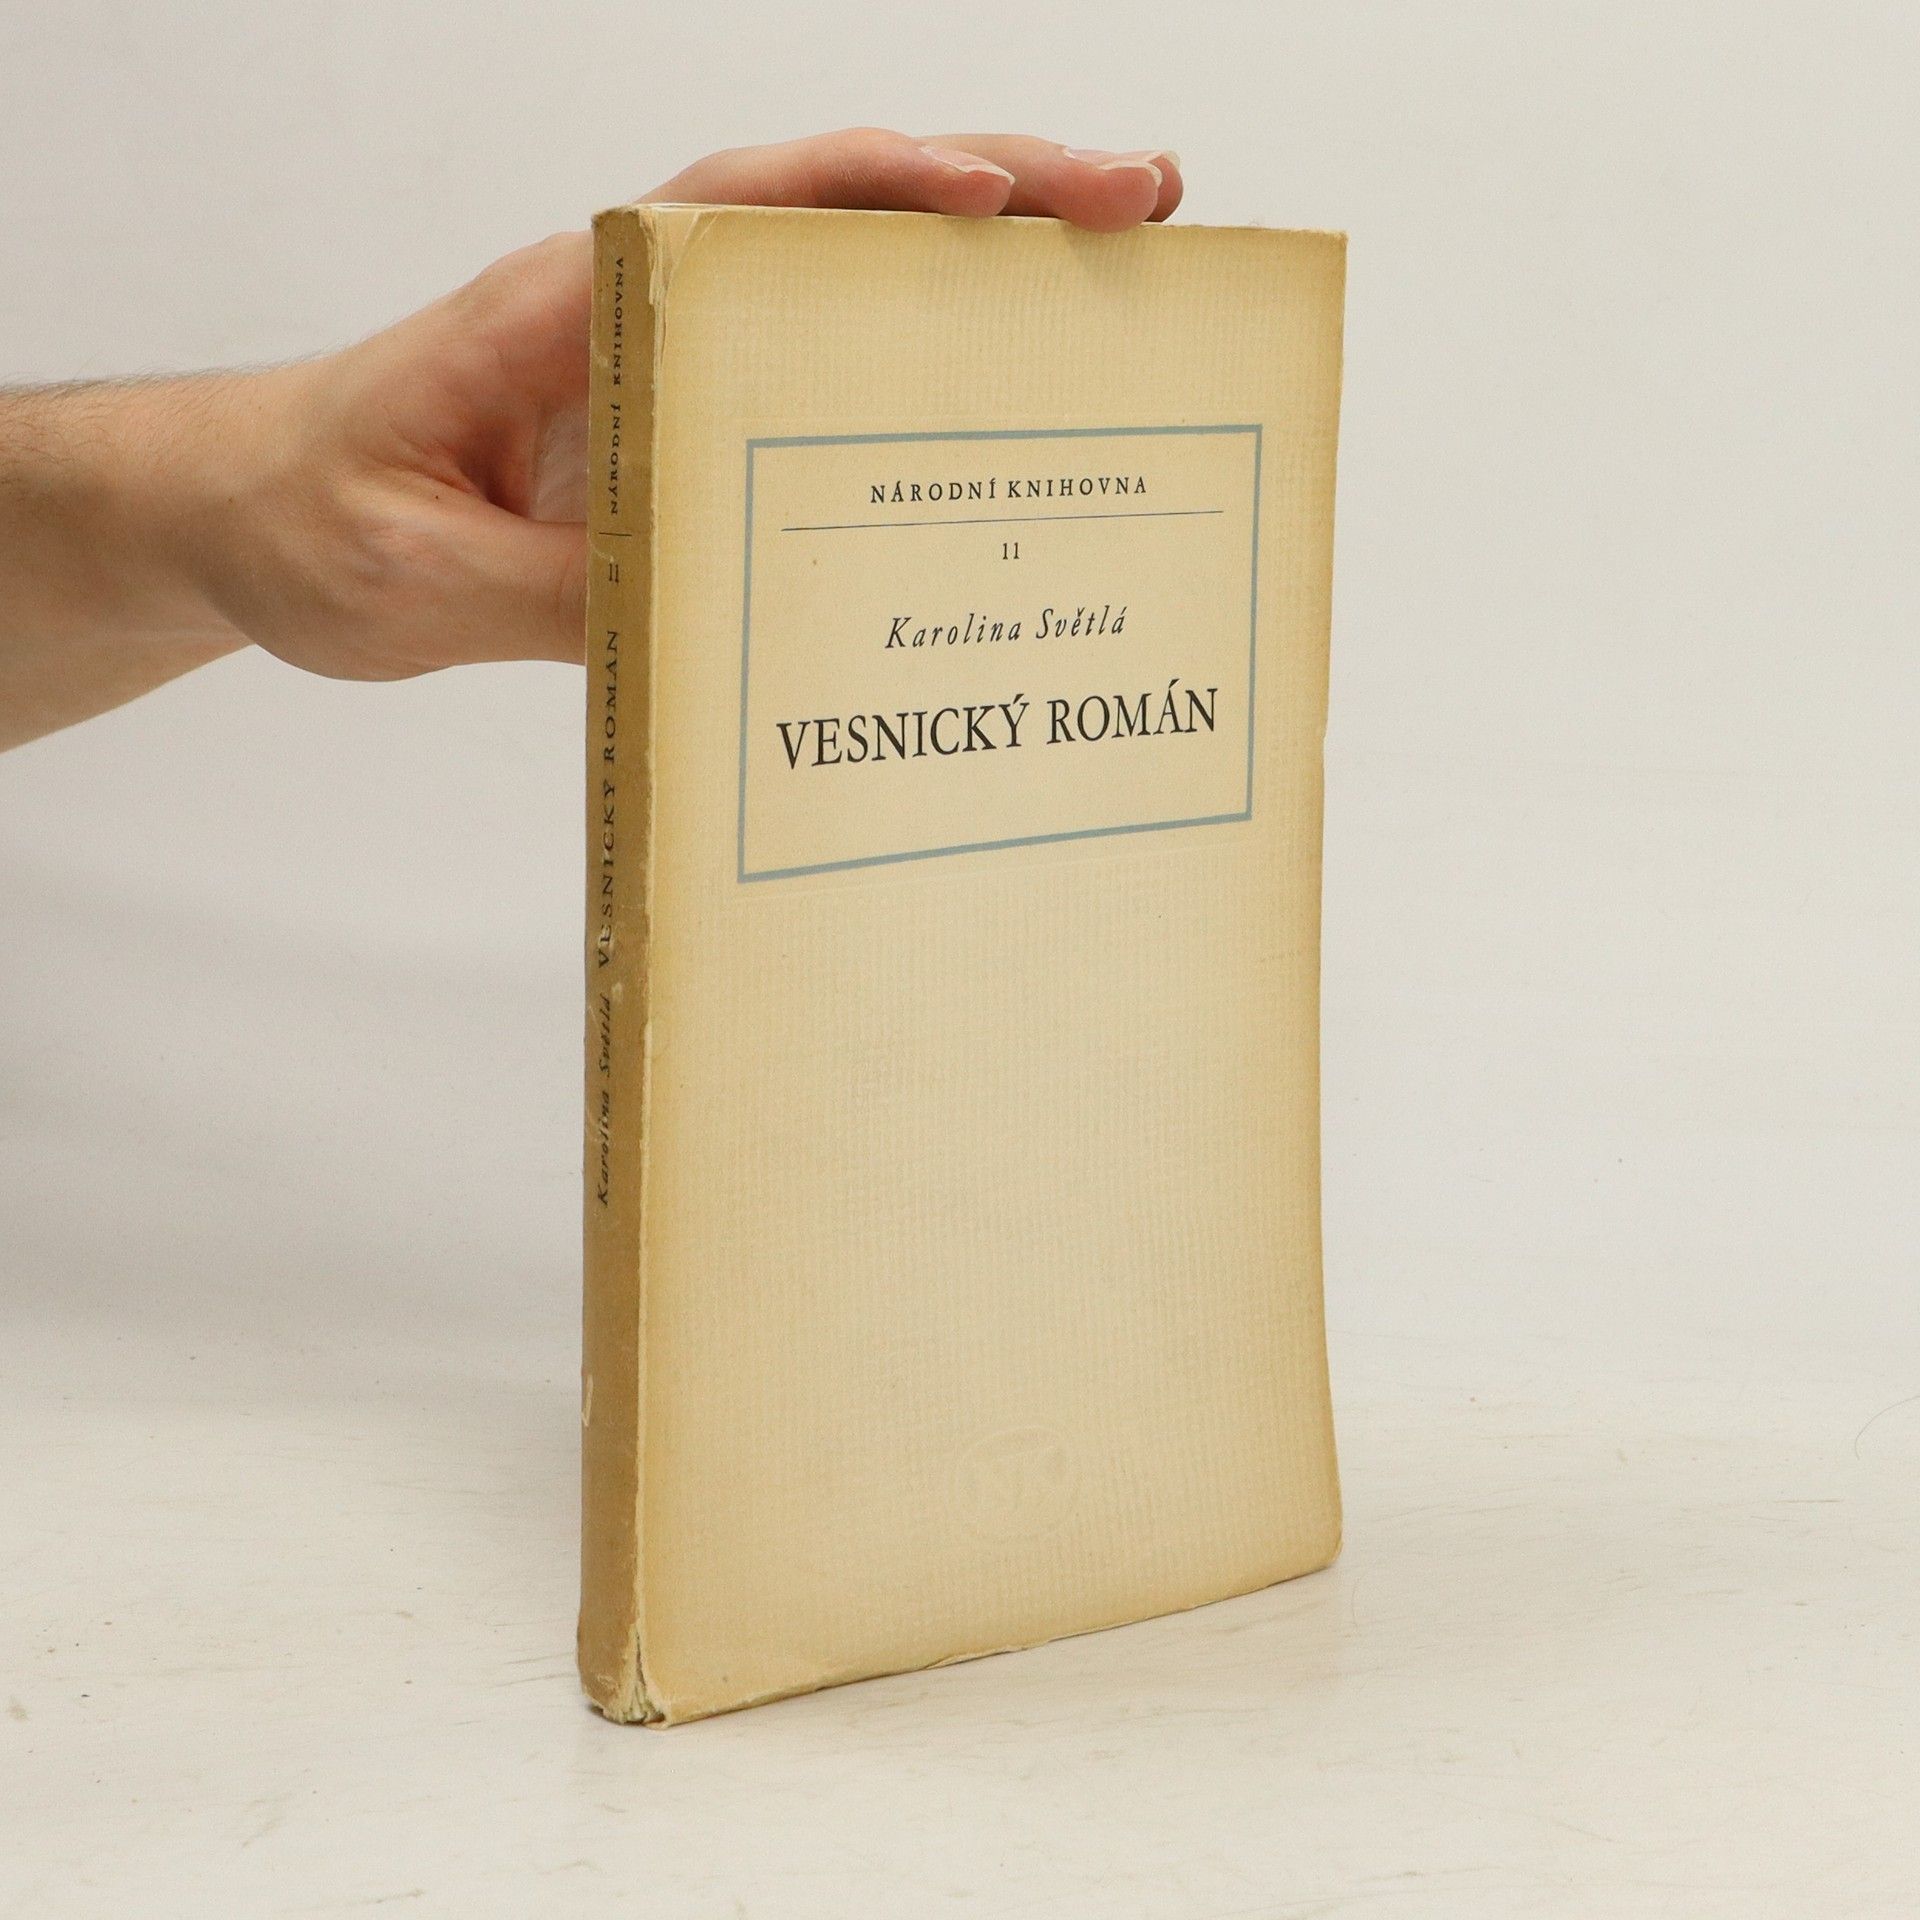 NÁRODNÍ KNIHOVNA
11
Karolina Světlá
VESNICKÝ ROMÁN
Karolina Světlá VESNICKÝ ROMÁN 11 NÁRODNÍ KNIHOVNA